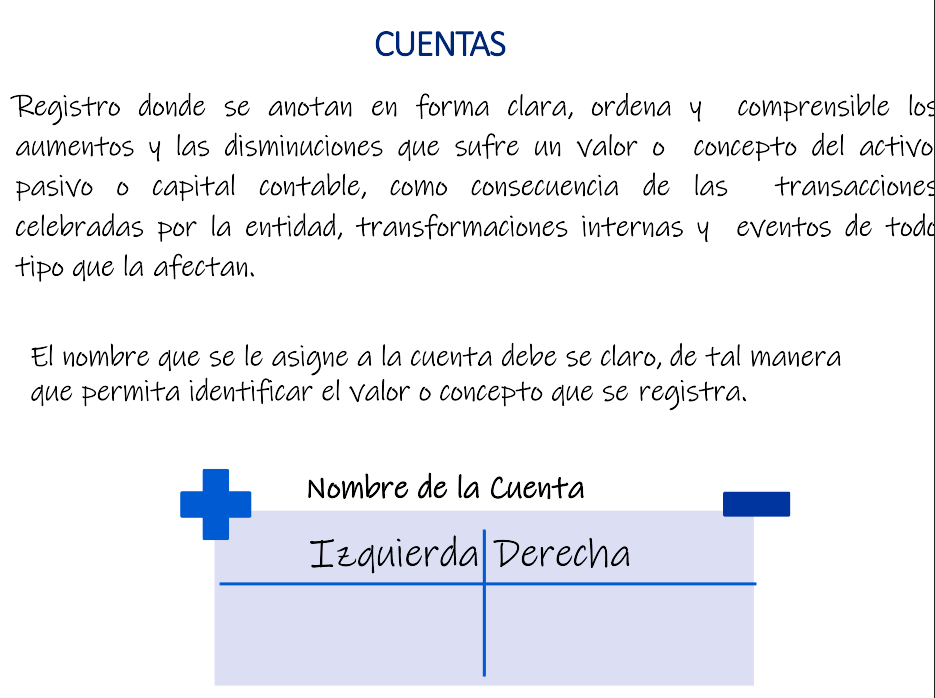 CUENTAS
Registro donde se anotan en forma clara, ordena y comprensible los
aumentos y las disminuciones que sufre un valor o concepto del activo
pasivo o capital contable, como consecuencia de las transacciones
celebradas por la entidad, transformaciones internas y eventos de todo
tipo que la afectan.
El nombre que se le asigne a la cuenta debe se claro, de tal manera
que permita identificar el valor o concepto que se registra.
Nombre de la Cuenta
Izquierda Derecha